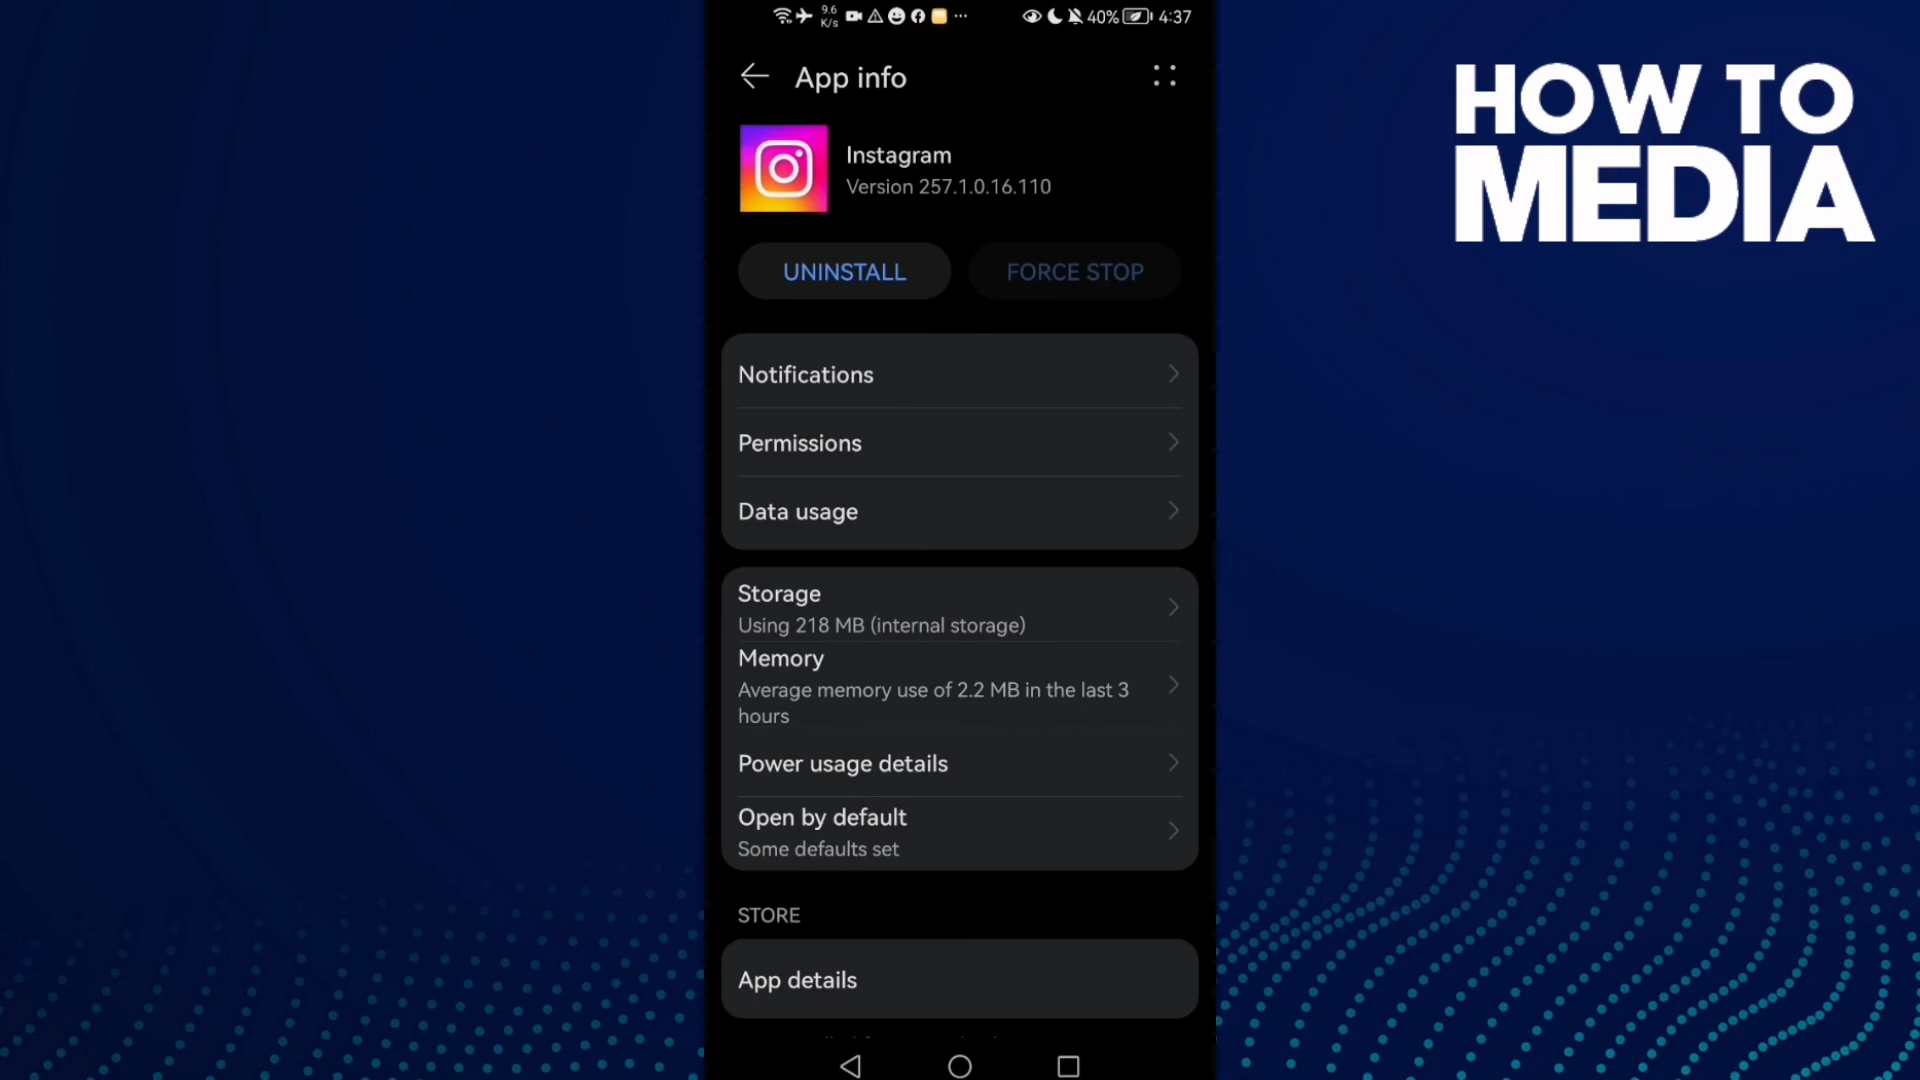 9.6
K/s
40%
4:37
App info
HOW TO
MEDIA
Instagram
Version 257.1.0.16.110
UNINSTALL
FORCE STOP
Notifications
Permissions
Data usage
Storage
Using 218 MB (internal storage)
Memory
Average memory use of 2.2 MB in the last 3
hours
Power usage details
Open by default
Some defaults set
STORE
App details